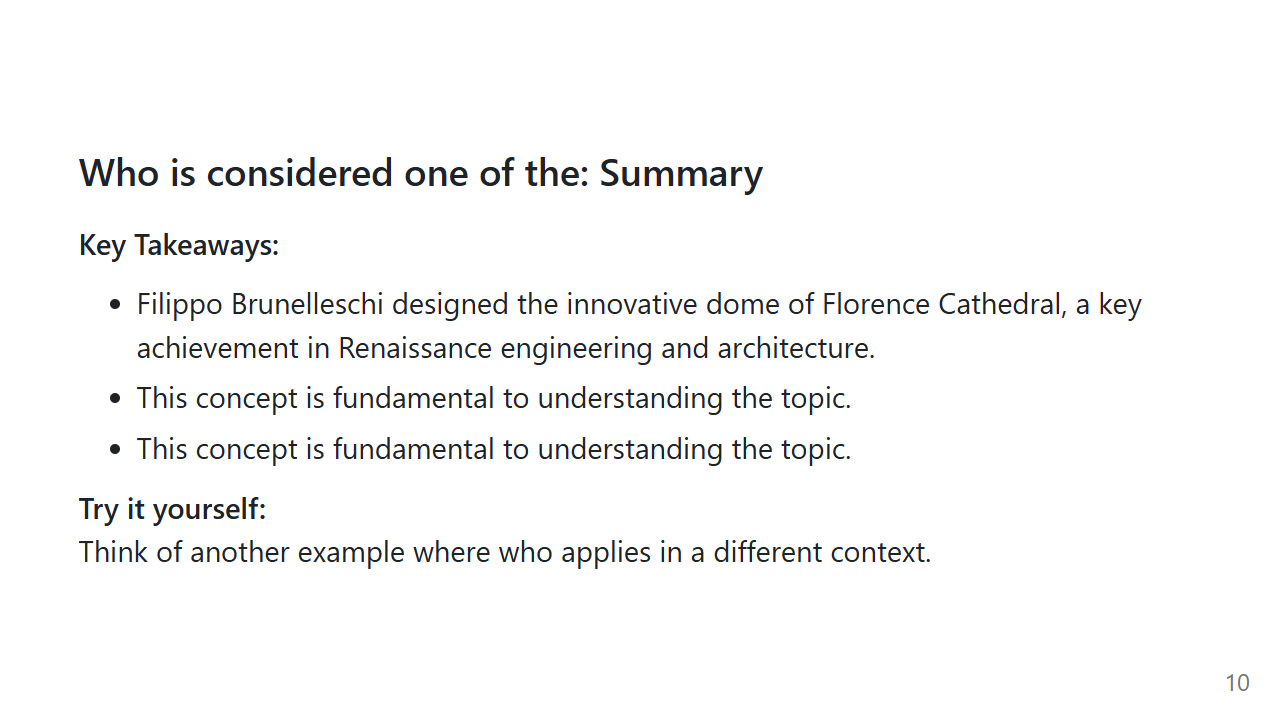 Who is considered one of the: Summary
Key Takeaways:
• Filippo Brunelleschi designed the innovative dome of Florence Cathedral, a key
achievement in Renaissance engineering and architecture.
• This concept is fundamental to understanding the topic.
• This concept is fundamental to understanding the topic.
Try it yourself:
Think of another example where who applies in a different context.
10